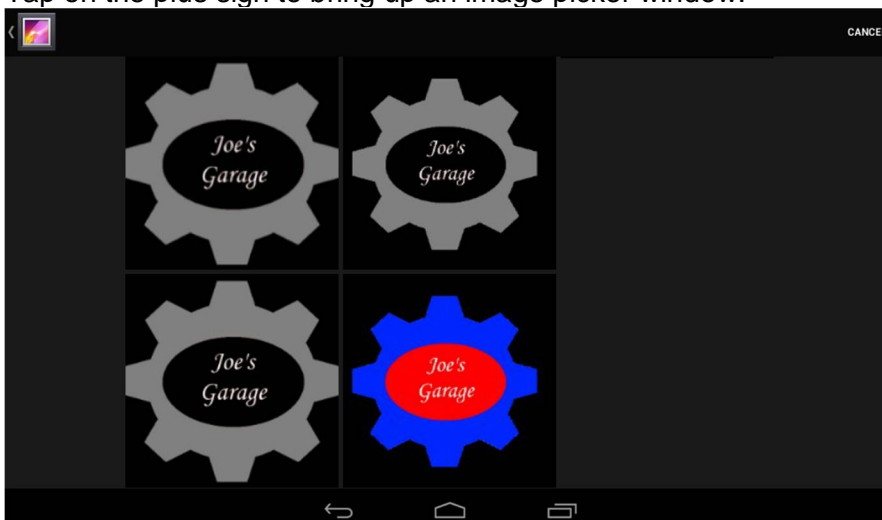 Tap on the plus sign to bring up an image picker window.
CANCE
Joe's
Garage
Joe's
Garage
Joe's
Garage
Joe's
Garage